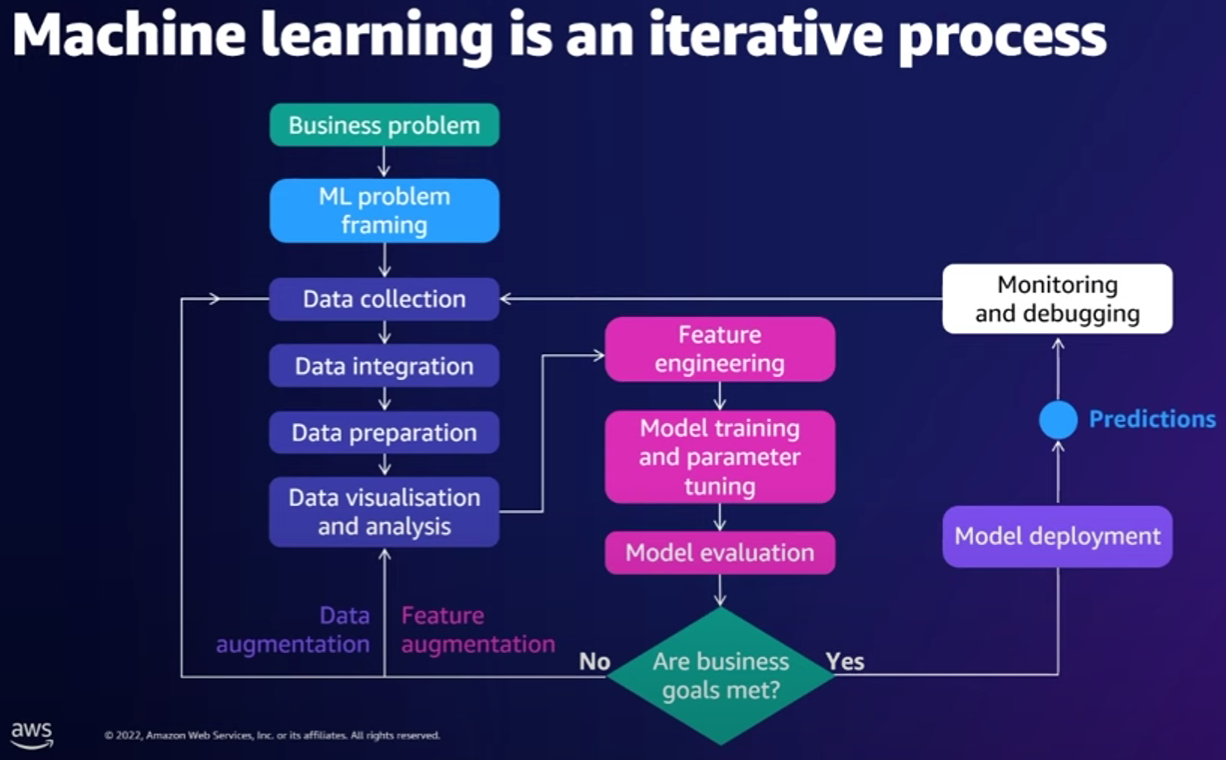 Machine learning is an iterative process
Business problem
ML problem
framing
Data collection
Data integration
Data preparation
Data visualisation
and analysis
Data
augmentation
Feature
augmentation
Feature
engineering
Model training
and parameter
tuning
Model evaluation
No
Are business
goals met?
Yes
Monitoring
and debugging
Predictions
Model deployment
aws
© 2022, Amazon Web Services, Inc. or its affiliates. All rights reserved.